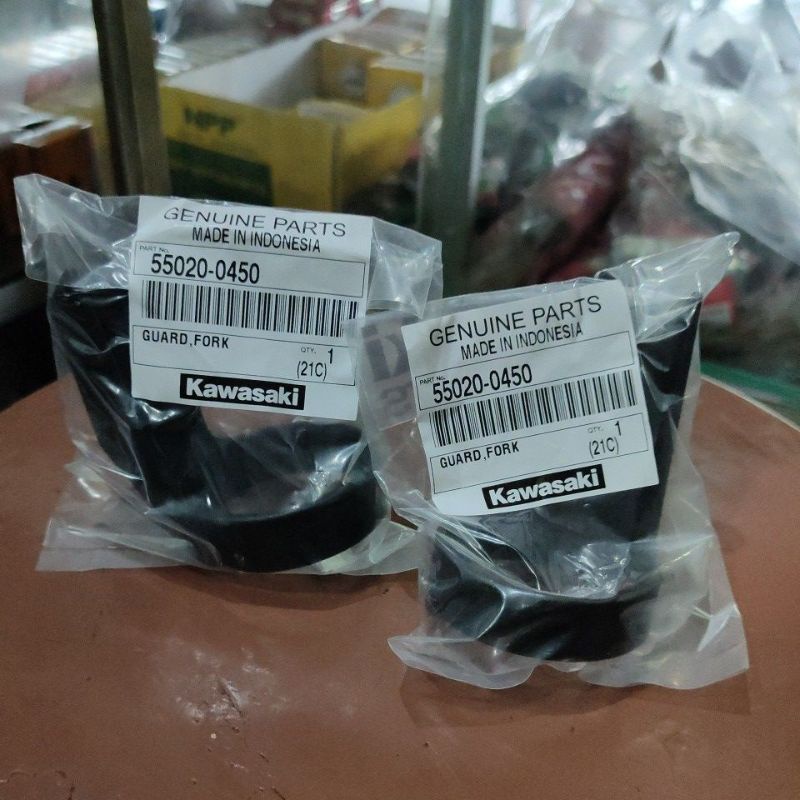 NPP
GENUINE PARTS
MADE IN INDONESIA
PART No.
55020-0450
GUARD,FORK
QTY. 1
(21C)
Kawasaki
GENUINE PARTS
MADE IN INDONESIA
PART No.
55020-0450
GUARD,FORK
QTY. 1
(21C)
Kawasaki